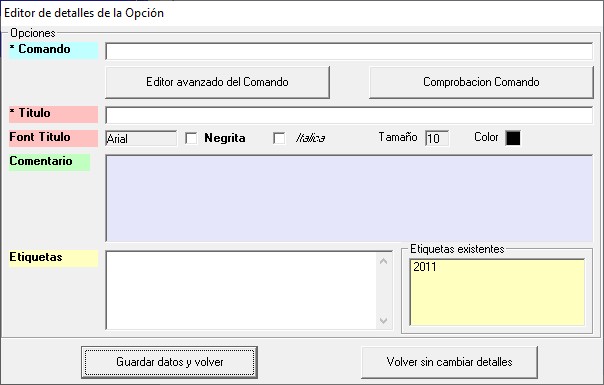 Editor de detalles de la Opción
Opciones
* Comando
Editor avanzado del Comando
Comprobacion Comando
* Titulo
Font Titulo Arial Negrita Italica Tamaño 10 Color
Comentario
Etiquetas
Etiquetas existentes
2011
Guardar datos y volver
Volver sin cambiar detalles